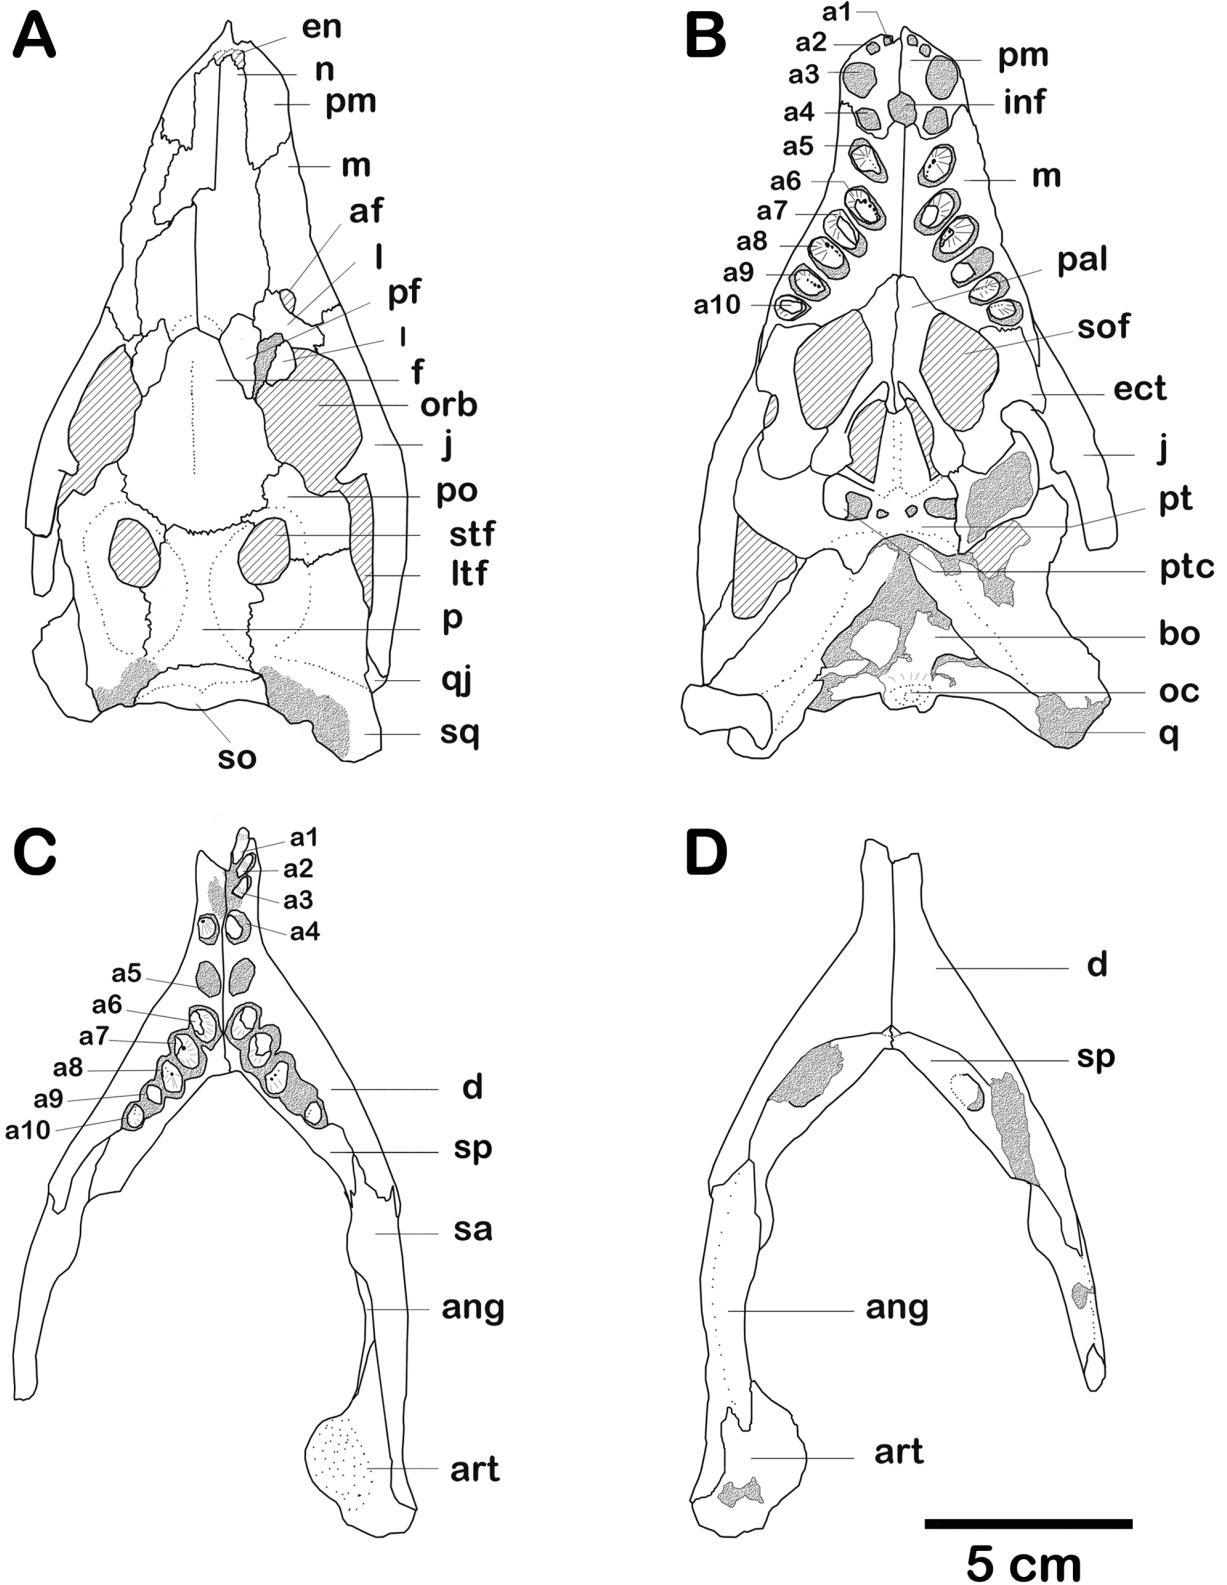 A
en
n
pm
m
af
l
pf
l
f
orb
j
po
stf
ltf
p
qj
sq
so
B
a1
a2
a3
a4
a5
a6
a7
a8
a9
a10
pm
inf
m
pal
sof
ect
j
pt
ptc
bo
oc
q
C
a1
a2
a3
a4
a5
a6
a7
a8
a9
a10
d
sp
sa
ang
art
D
d
sp
ang
art
5 cm